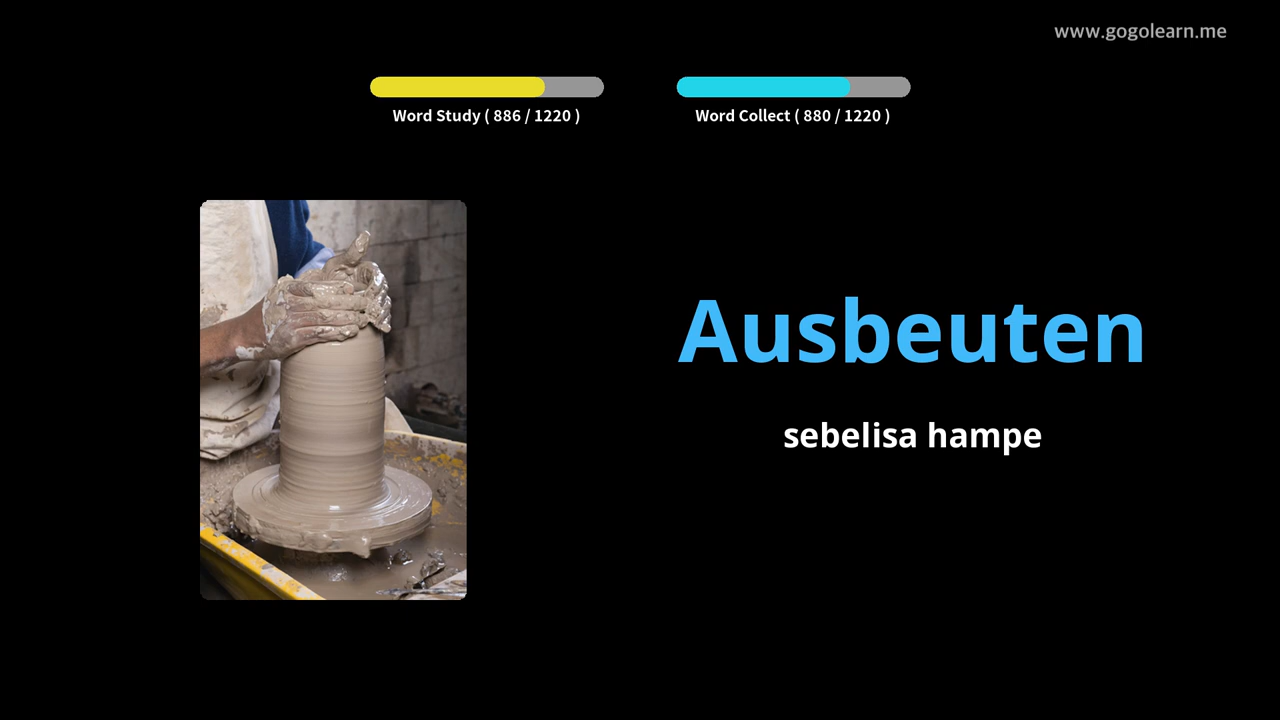 www.gogolearn.me
Word Study ( 886 / 1220 )
Word Collect ( 880 / 1220 )
Ausbeuten
sebelisa hampe